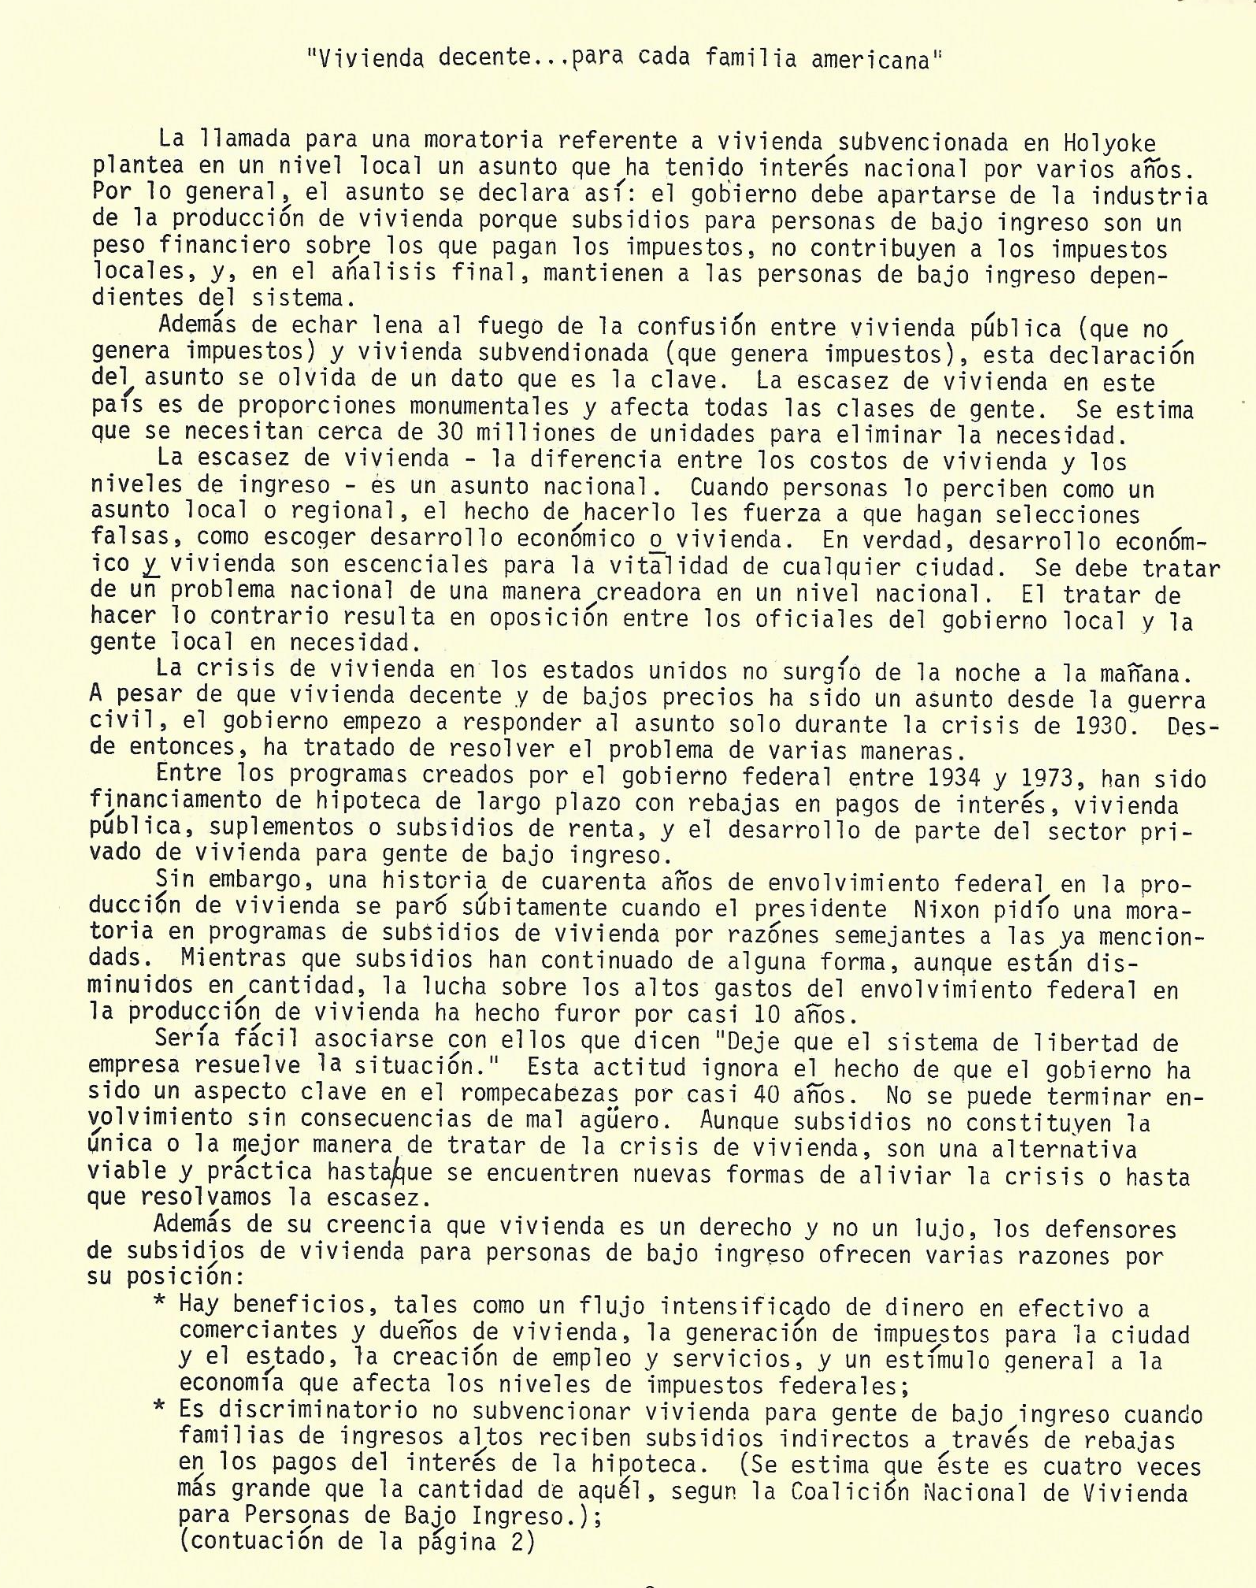 "Vivienda decente...para cada familia americana"
La llamada para una moratoria referente a vivienda subvencionada en Holyoke
plantea en un nivel local un asunto que ha tenido interés nacional por varios años.
Por lo general, el asunto se declara así: el gobierno debe apartarse de la industria
de la producción de vivienda porque subsidios para personas de bajo ingreso son un
peso financiero sobre los que pagan los impuestos, no contribuyen a los impuestos
locales, y, en el ańalisis final, mantienen a las personas de bajo ingreso depen-
dientes del sistema.
Además de echar lena al fuego de la confusión entre vivienda pública (que no
genera impuestos) y vivienda subvendionada (que genera impuestos), esta declaración
del asunto se olvida de un dato que es la clave. La escasez de vivienda en este
país es de proporciones monumentales y afecta todas las clases de gente. Se estima
que se necesitan cerca de 30 milliones de unidades para eliminar la necesidad.
La escasez de vivienda - la diferencia entre los costos de vivienda y los
niveles de ingreso - es un asunto nacional. Cuando personas lo perciben como un
asunto local o regional, el hecho de hacerlo les fuerza a que hagan selecciones
falsas, como escoger desarrollo económico o vivienda. En verdad, desarrollo económ-
ico y vivienda son escenciales para la vitalidad de cualquier ciudad. Se debe tratar
de un problema nacional de una manera creadora en un nivel nacional. El tratar de
hacer lo contrario resulta en oposición entre los oficiales del gobierno local y la
gente local en necesidad.
La crisis de vivienda en los estados unidos no surgío de la noche a la mañana.
A pesar de que vivienda decente y de bajos precios ha sido un asunto desde la guerra
civil, el gobierno empezo a responder al asunto solo durante la crisis de 1930. Des-
de entonces, ha tratado de resolver el problema de varias maneras.
Entre los programas creados por el gobierno federal entre 1934 y 1973, han sido
financiamento de hipoteca de largo plazo con rebajas en pagos de interés, vivienda
pública, suplementos o subsidios de renta, y el desarrollo de parte del sector pri-
vado de vivienda para gente de bajo ingreso.
Sin embargo, una historia de cuarenta años de envolvimiento federal en la pro-
ducción de vivienda se paró súbitamente cuando el presidente Nixon pidío una mora-
toria en programas de subsidios de vivienda por razónes semejantes a las ya mencion-
dads. Mientras que subsidios han continuado de alguna forma, aunque están dis-
minuidos en cantidad, la lucha sobre los altos gastos del envolvimiento federal en
la producción de vivienda ha hecho furor por casi 10 años.
Sería fácil asociarse con ellos que dicen "Deje que el sistema de libertad de
empresa resuelve la situación." Esta actitud ignora el hecho de que el gobierno ha
sido un aspecto clave en el rompecabezas por casi 40 años. No se puede terminar en-
volvimiento sin consecuencias de mal agüero. Aunque subsidios no constituyen la
única o la mejor manera de tratar de la crisis de vivienda, son una alternativa
viable y práctica hasta/que se encuentren nuevas formas de aliviar la crisis o hasta
que resolvamos la escasez.
Además de su creencia que vivienda es un derecho y no un lujo, los defensores
de subsidios de vivienda para personas de bajo ingreso ofrecen varias razones por
su posición:
* Hay beneficios, tales como un flujo intensificado de dinero en efectivo a
comerciantes y dueños de vivienda, la generación de impuestos para la ciudad
y el estado, la creación de empleo y servicios, y un estímulo general a la
economía que afecta los niveles de impuestos federales;
* Es discriminatorio no subvencionar vivienda para gente de bajo ingreso cuando
familias de ingresos altos reciben subsidios indirectos a través de rebajas
en los pagos del interés de la hipoteca. (Se estima que éste es cuatro veces
más grande que la cantidad de aquél, segun la Coalición Nacional de Vivienda
para Personas de Bajo Ingreso.);
(contuación de la página 2)